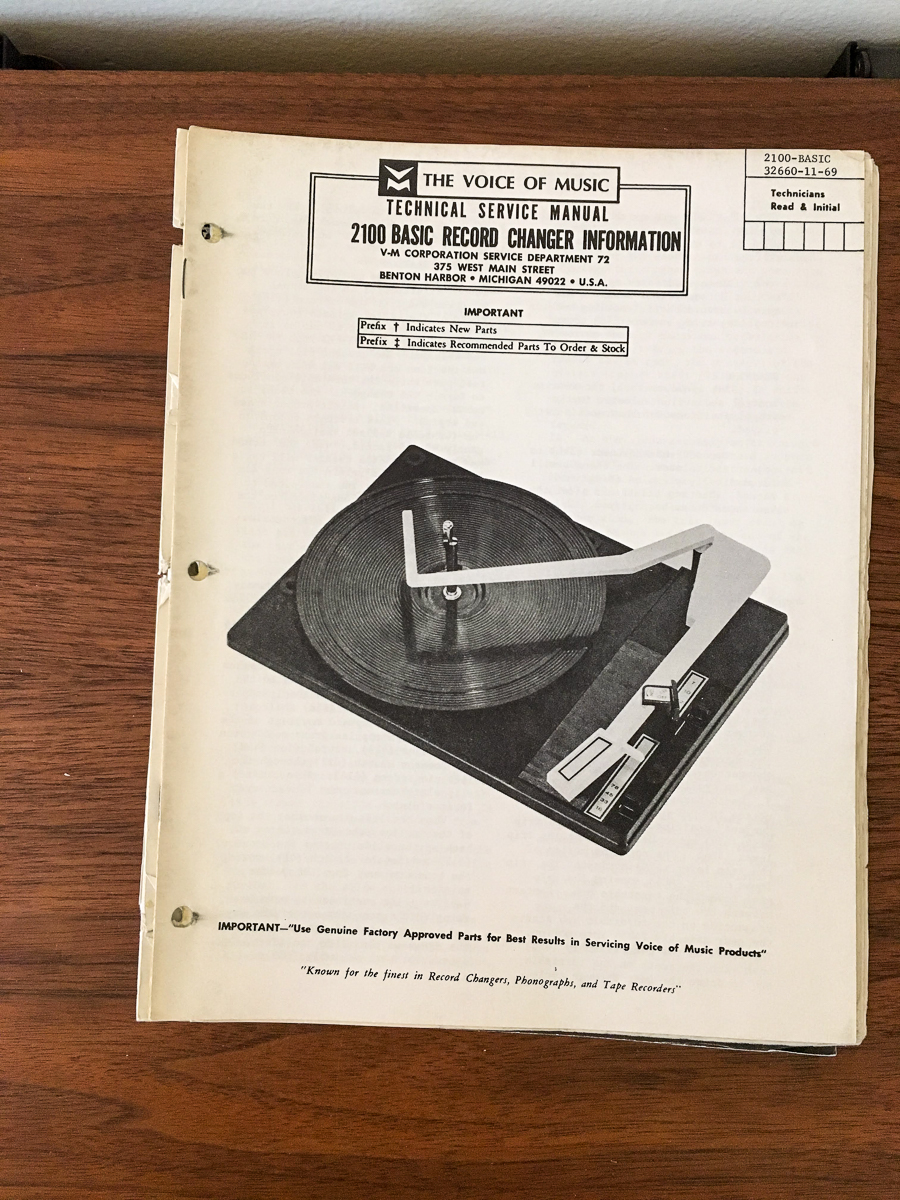 2100-BASIC
32660-11-69
Technicians
Read & Initial
THE VOICE OF MUSIC
TECHNICAL SERVICE MANUAL
2100 BASIC RECORD CHANGER INFORMATION
V-M CORPORATION SERVICE DEPARTMENT 72
375 WEST MAIN STREET
BENTON HARBOR • MICHIGAN 49022 • U.S.A.
IMPORTANT
Prefix † Indicates New Parts
Prefix ‡ Indicates Recommended Parts To Order & Stock
IMPORTANT—"Use Genuine Factory Approved Parts for Best Results in Servicing Voice of Music Products"
"Known for the finest in Record Changers, Phonographs, and Tape Recorders"